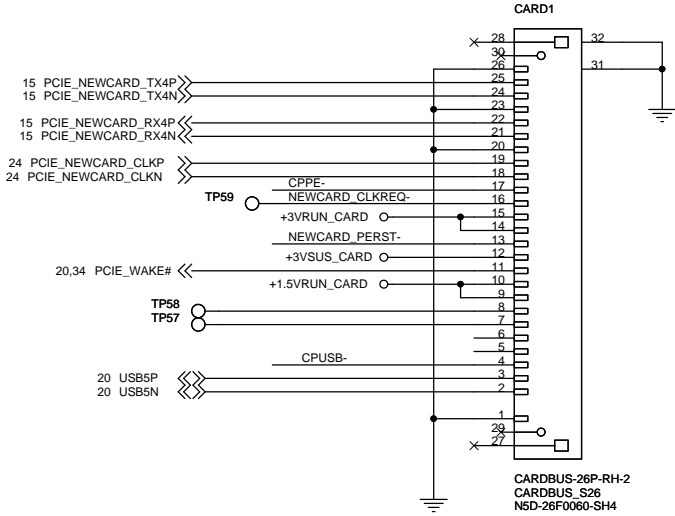 CARD1
28
32
30
26
31
15 PCIE_NEWCARD_TX4P
25
15 PCIE_NEWCARD_TX4N
24
23
15 PCIE_NEWCARD_RX4P
22
15 PCIE_NEWCARD_RX4N
21
20
24 PCIE_NEWCARD_CLKP
19
24 PCIE_NEWCARD_CLKN
18
CPPE-
17
TP59
NEWCARD_CLKREQ-
16
+3VRUN_CARD
15
14
NEWCARD_PERST-
13
+3VSUS_CARD
12
20,34 PCIE_WAKE#
11
+1.5VRUN_CARD
10
9
TP58
8
TP57
7
6
5
CPUSB-
4
20 USB5P
3
20 USB5N
2
1
29
27
CARDBUS-26P-RH-2
CARDBUS_S26
N5D-26F0060-SH4